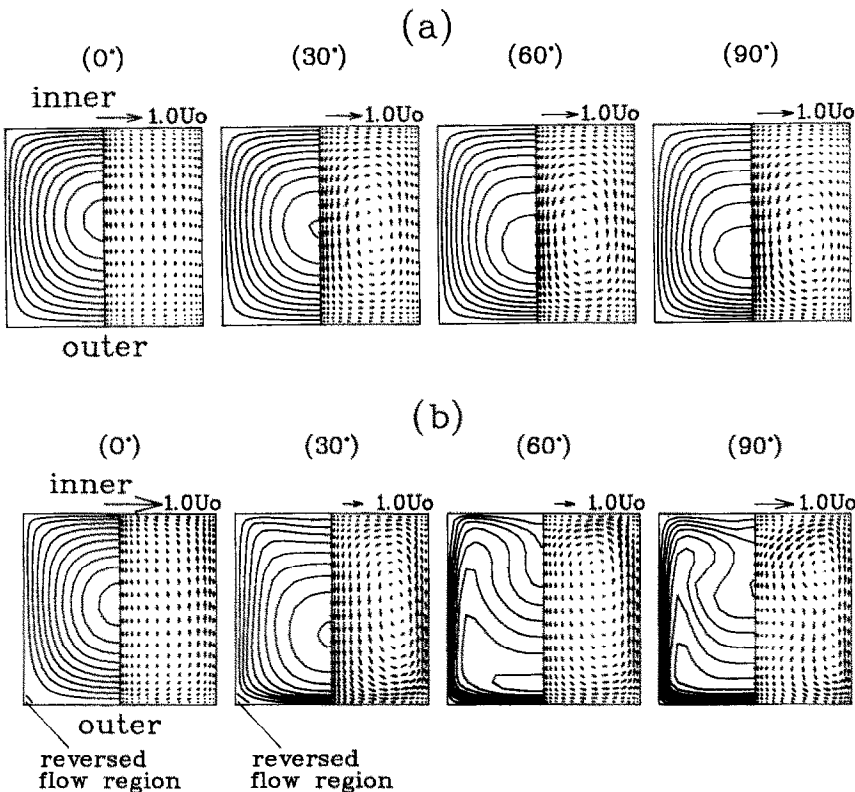 (a)
(0°) (30°) (60°) (90°)
inner
1.0Uo 1.0Uo 1.0Uo 1.0Uo
outer
(b)
(0°) (30°) (60°) (90°)
inner
1.0Uo 1.0Uo 1.0Uo 1.0Uo
outer
reversed
flow region
reversed
flow region